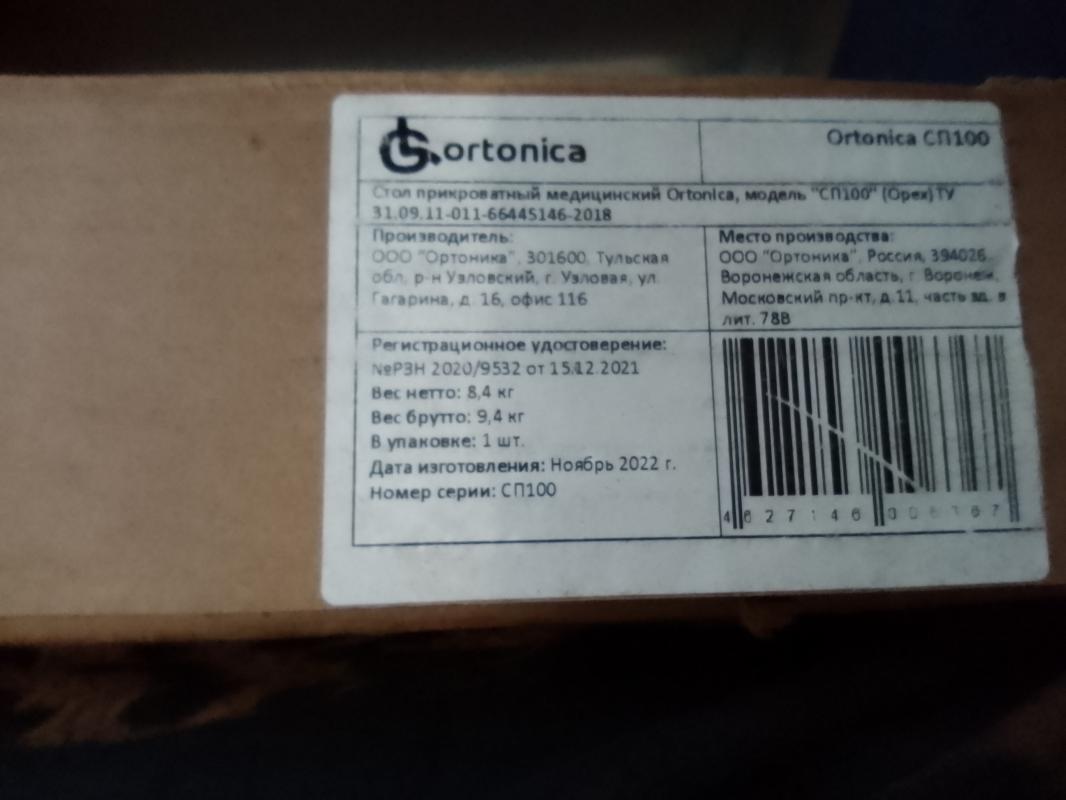 ortonica
Ortonica СП100
Стол прикроватный медицинский Ortonica, модель "СП100" (Орех) ТУ
31.09.11-011-66445146-2018
Производитель:
ООО "Ортоника", 301600, Тульская
обл, р-н Узловский, г. Узловая, ул.
Гагарина, д. 16, офис 116
Место производства:
ООО "Ортоника", Россия, 394026,
Воронежская область, г. Воронеж,
Московский пр-кт, д.11, часть зд. в
лит. 78В
Регистрационное удостоверение:
№РЗН 2020/9532 от 15.12.2021
Вес нетто: 8,4 кг
Вес брутто: 9,4 кг
В упаковке: 1 шт.
Дата изготовления: Ноябрь 2022 г.
Номер серии: СП100